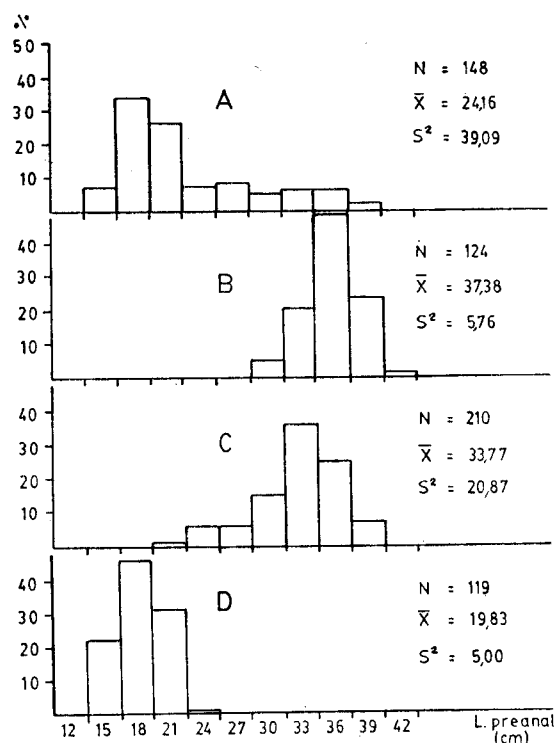 %
50
40
30
20
10
A
N = 148
X̄ = 24,16
S² = 39,09
40
30
20
10
B
N = 124
X̄ = 37,38
S² = 5,76
40
30
20
10
C
N = 210
X̄ = 33,77
S² = 20,87
40
30
20
10
D
N = 119
X̄ = 19,83
S² = 5,00
12 15 18 21 24 27 30 33 36 39 42 L. preanal
(cm)